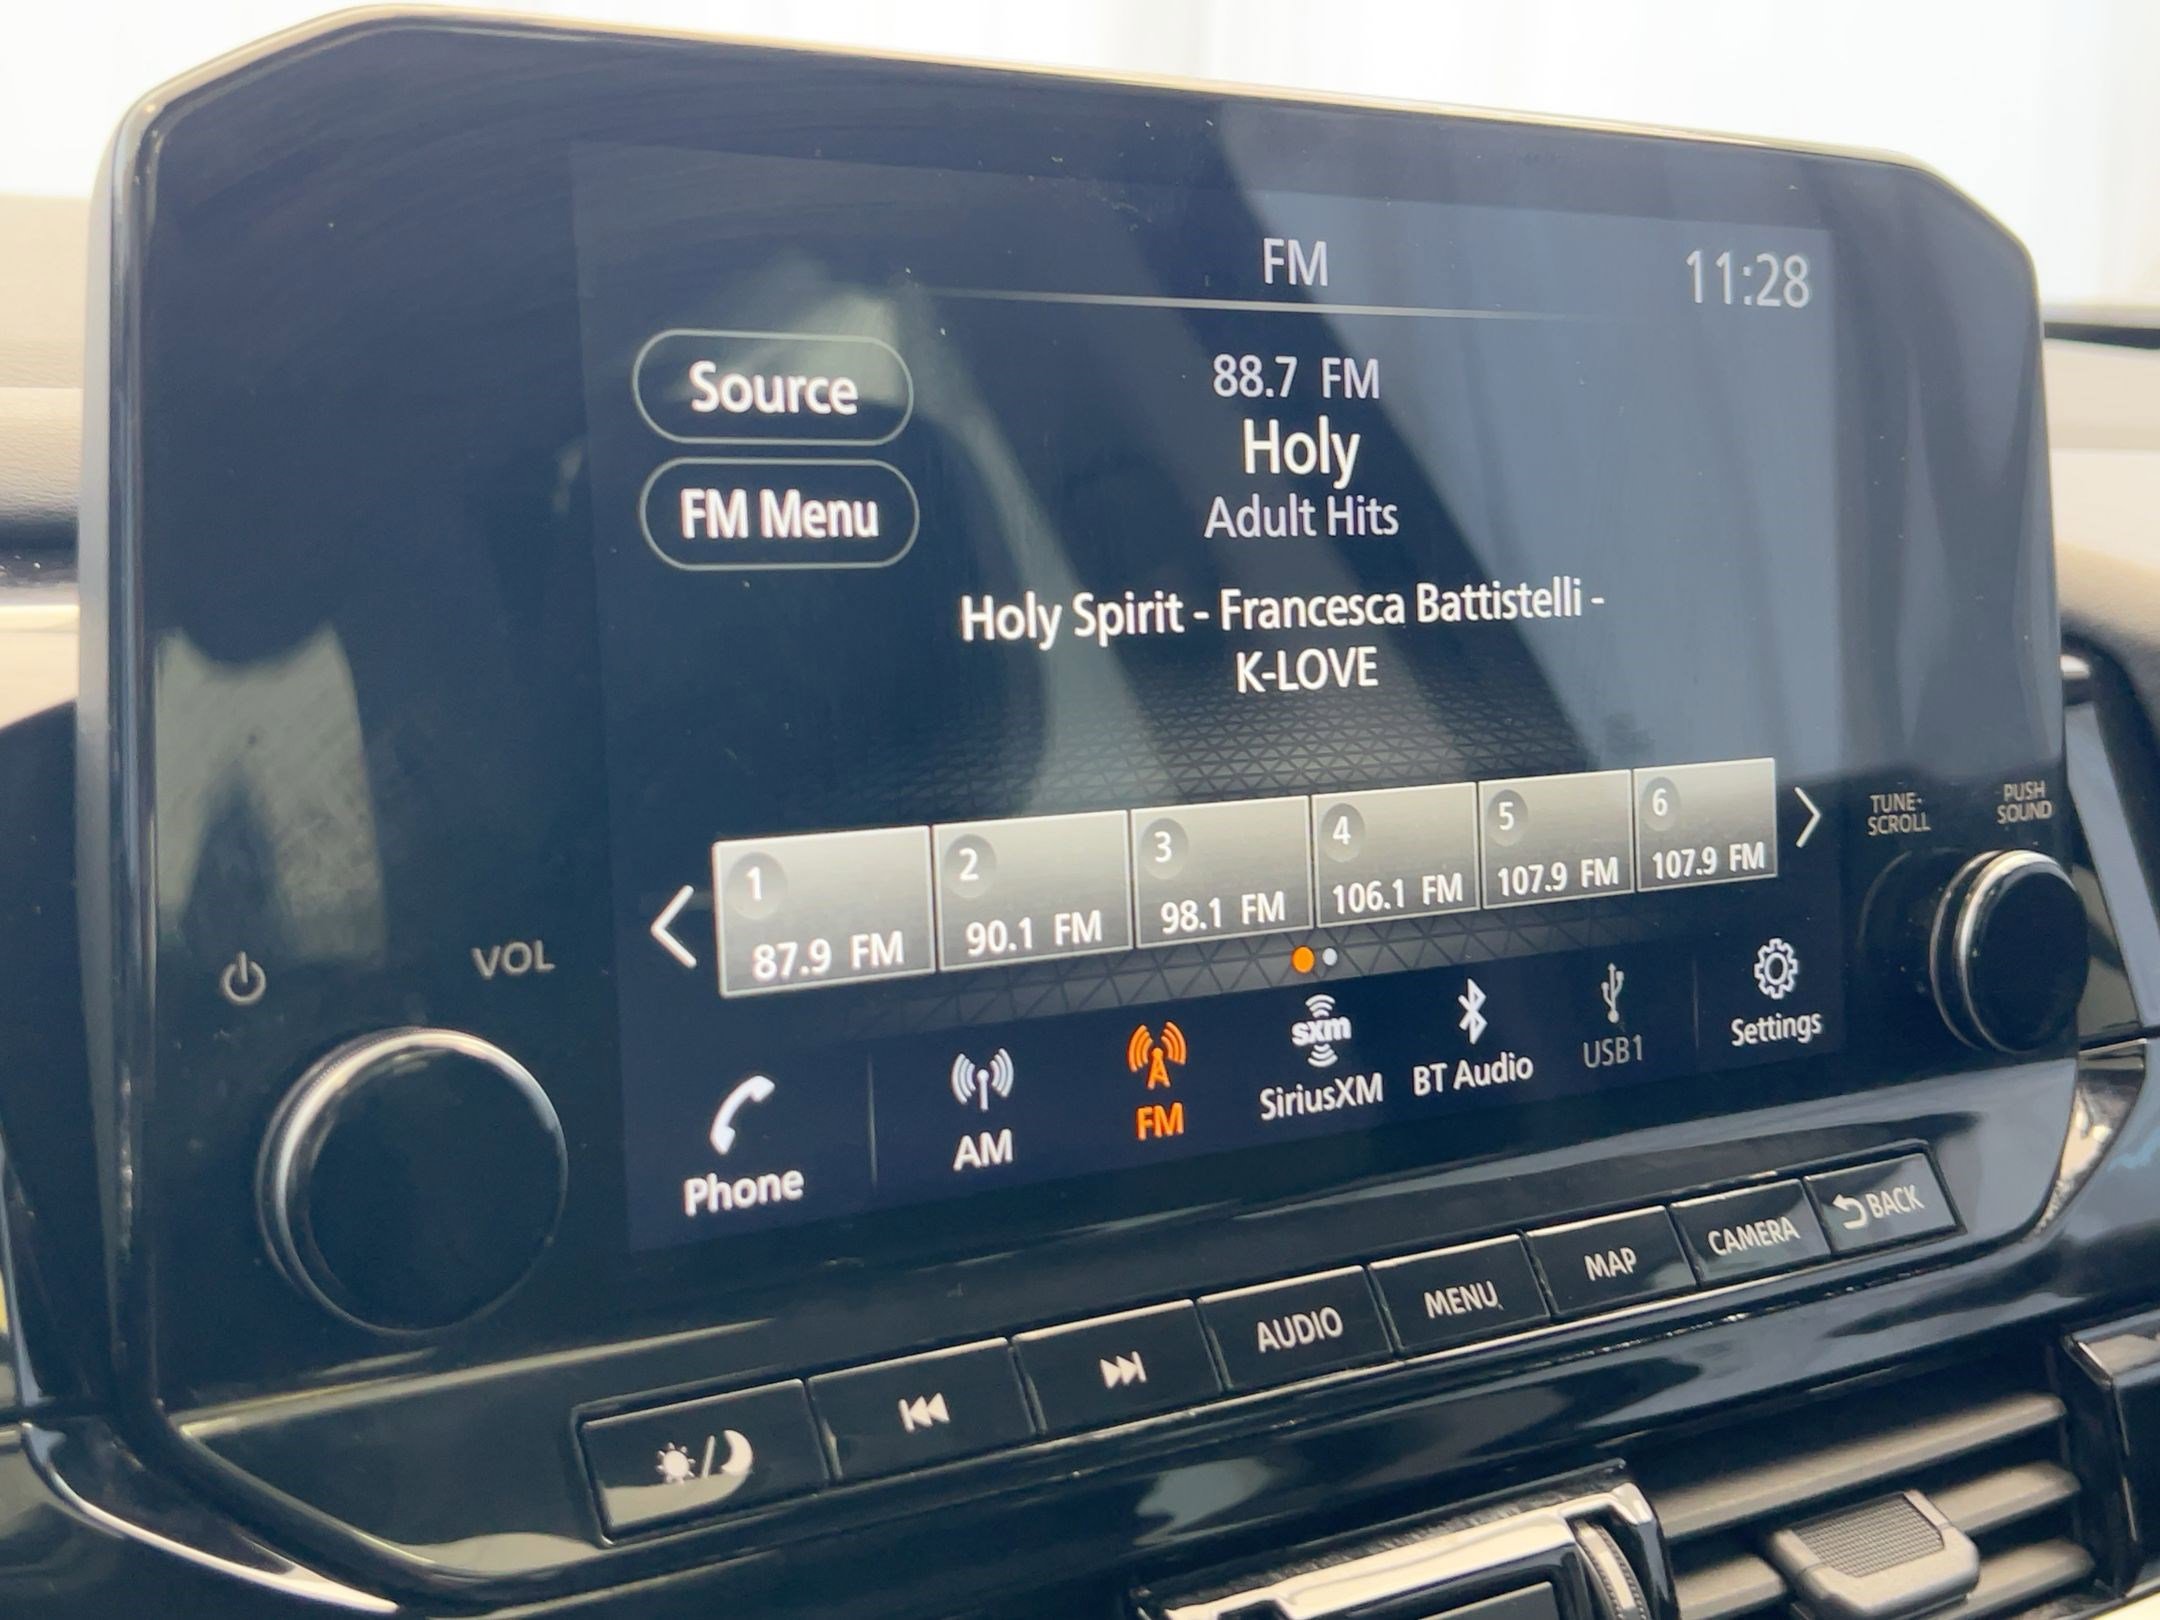 FM
11:28
Source
88.7 FM
Holy
FM Menu
Adult Hits
Holy Spirit - Francesca Battistelli -
K-LOVE
1
87.9 FM
2
90.1 FM
3
98.1 FM
4
106.1 FM
5
107.9 FM
6
107.9 FM
TUNE·
SCROLL
PUSH
SOUND
VOL
Phone
AM
FM
sxm
SiriusXM
BT Audio
USB1
Settings
AUDIO
MENU
MAP
CAMERA
BACK